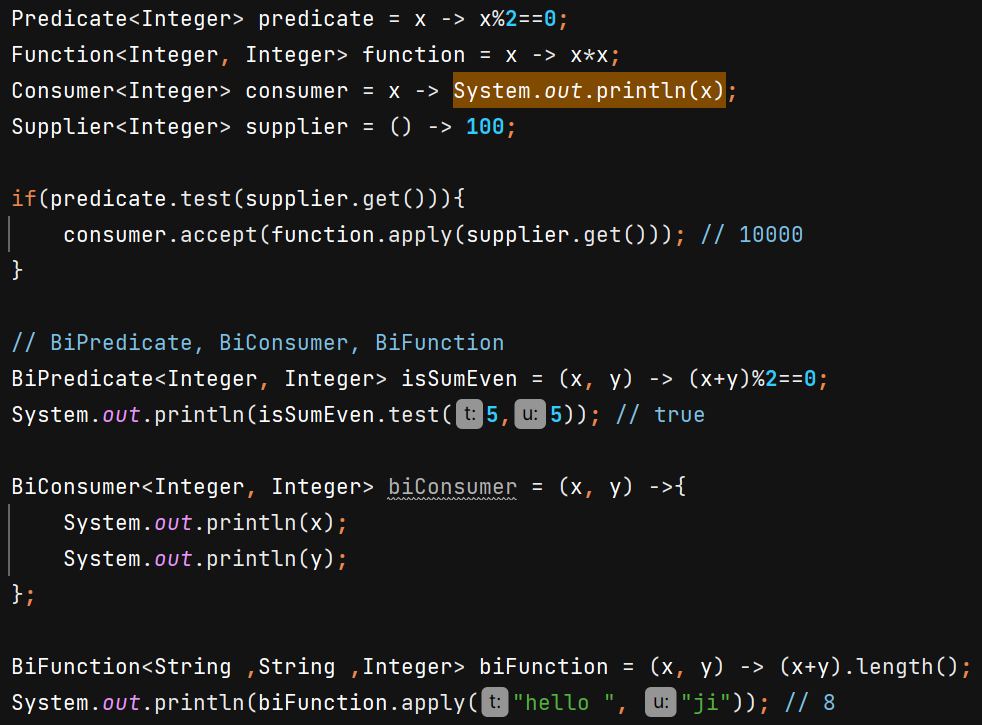 Predicate<Integer> predicate = x -> x%2==0;
Function<Integer, Integer> function = x -> x*x;
Consumer<Integer> consumer = x -> System.out.println(x);
Supplier<Integer> supplier = () -> 100;
if(predicate.test(supplier.get())){
    consumer.accept(function.apply(supplier.get())); // 10000
}
// BiPredicate, BiConsumer, BiFunction
BiPredicate<Integer, Integer> isSumEven = (x, y) -> (x+y)%2==0;
System.out.println(isSumEven.test( t: 5, u: 5)); // true
BiConsumer<Integer, Integer> biConsumer = (x, y) ->{
    System.out.println(x);
    System.out.println(y);
};
BiFunction<String ,String ,Integer> biFunction = (x, y) -> (x+y).length();
System.out.println(biFunction.apply( t: "hello ", u: "ji")); // 8